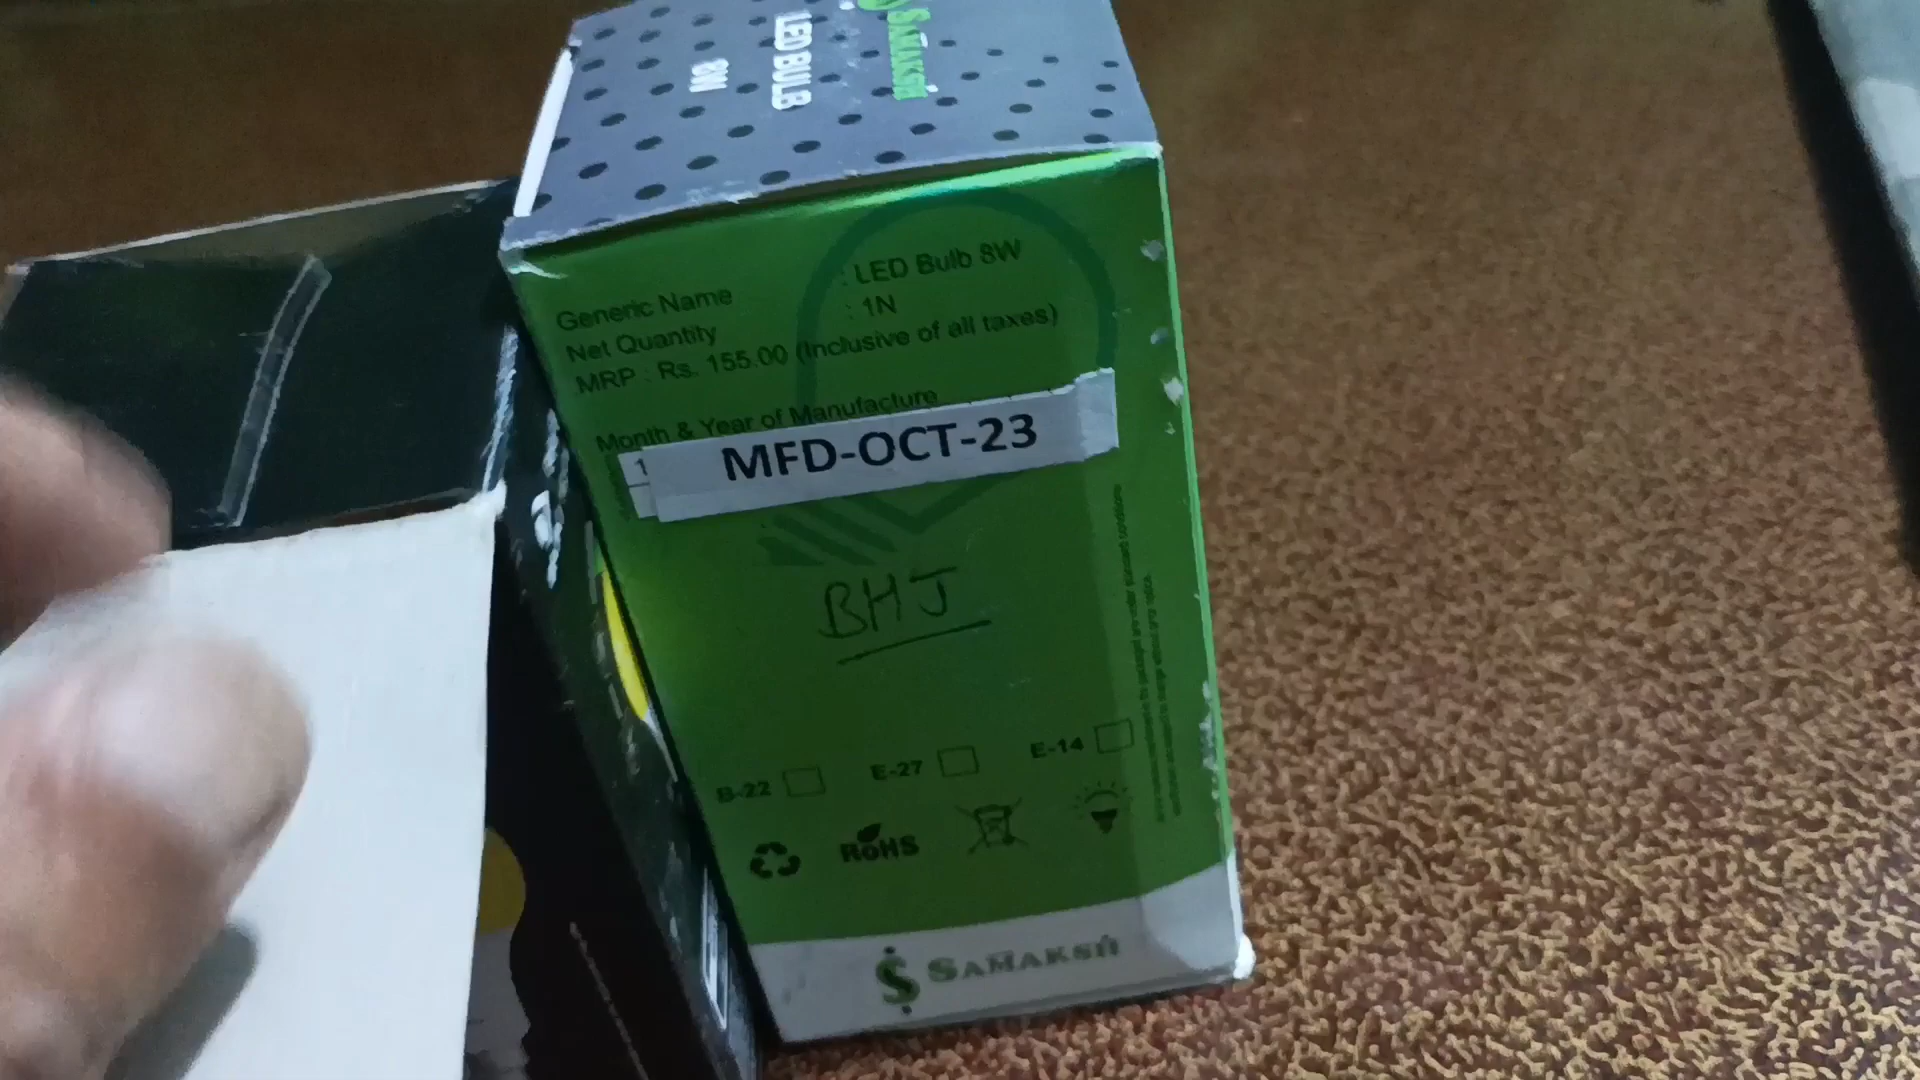 SAMAKSH
LED BULB
8W
Generic Name : LED Bulb 8W
Net Quantity : 1N
MRP : Rs. 155.00 (Inclusive of all taxes)
Month & Year of Manufacture
MFD-OCT-23
BHJ
B-22 E-27 E-14
RoHS
SAMAKSH